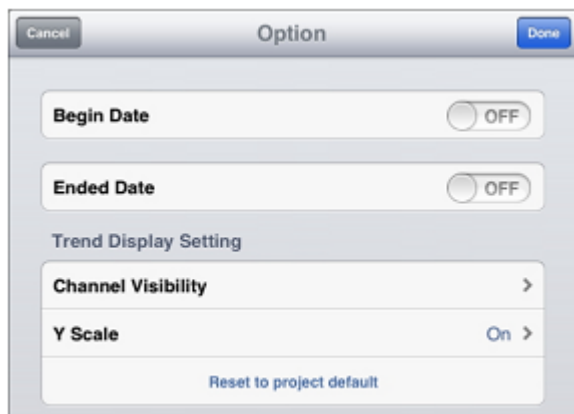 Cancel Option Done
Begin Date OFF
Ended Date OFF
Trend Display Setting
Channel Visibility
Y Scale On
Reset to project default